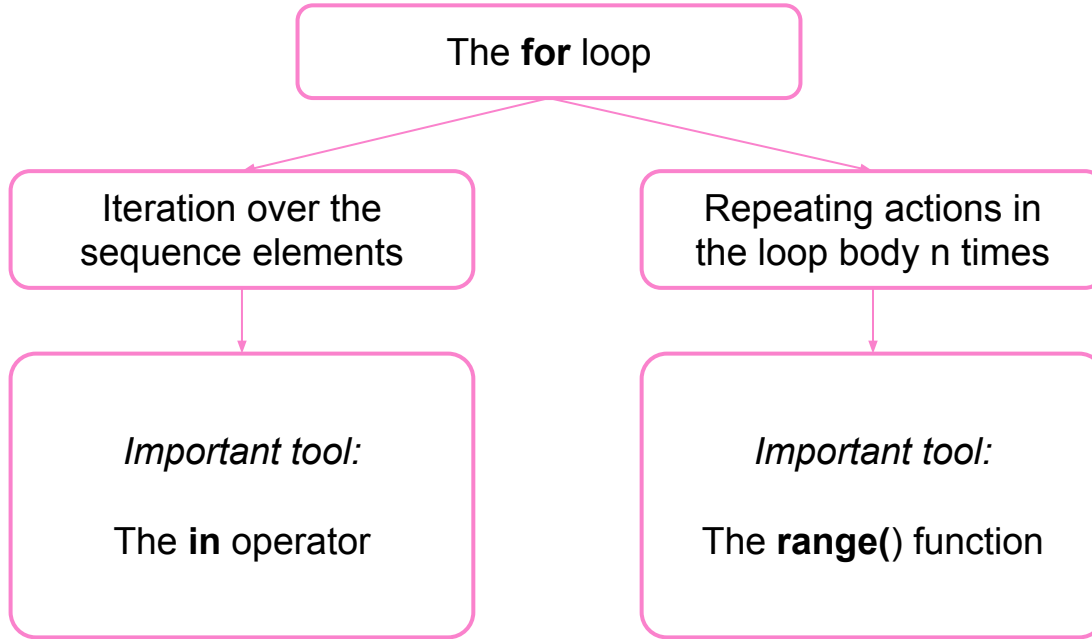 The for loop
Iteration over the
sequence elements
Repeating actions in
the loop body n times
Important tool:
The in operator
Important tool:
The range() function